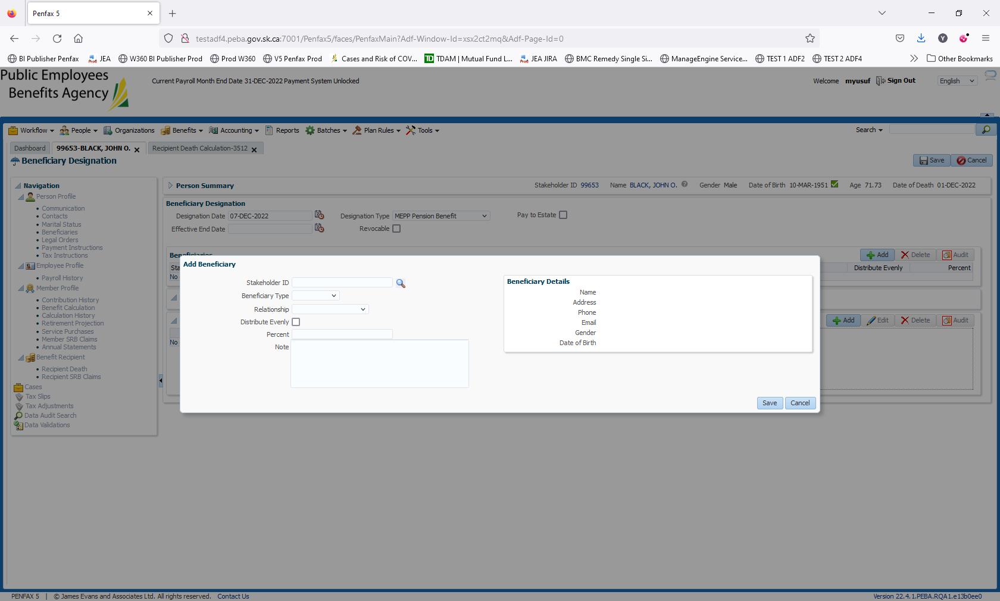 Penfax 5
testadf4.peba.gov.sk.ca:7001/Penfax5/faces/PenfaxMain?Adf-Window-Id=xsx2ct2mq&Adf-Page-Id=0
Y
BI Publisher Penfax JEA W360 BI Publisher Prod Prod W360 V5 Penfax Prod Cases and Risk of COV... TDAM | Mutual Fund L... JEA JIRA BMC Remedy Single Si... ManageEngine Service... TEST 1 ADF2 TEST 2 ADF4 Other Bookmarks
Public Employees
Benefits Agency
Current Payroll Month End Date 31-DEC-2022 Payment System Unlocked
Welcome myusuf Sign Out English
Workflow People Organizations Benefits Accounting Reports Batches Plan Rules Tools Search
Dashboard 99653-BLACK, JOHN O. Recipient Death Calculation-3512
Beneficiary Designation
Save Cancel
Navigation
Person Profile
Communication
Contacts
Marital Status
Beneficiaries
Legal Orders
Payment Instructions
Tax Instructions
Employee Profile
Payroll History
Member Profile
Contribution History
Benefit Calculation
Calculation History
Retirement Projection
Service Purchases
Member SRB Claims
Annual Statements
Benefit Recipient
Recipient Death
Recipient SRB Claims
Cases
Tax Slips
Tax Adjustments
Data Audit Search
Data Validations
Person Summary Stakeholder ID 99653 Name BLACK, JOHN O. Gender Male Date of Birth 10-MAR-1951 Age 71.73 Date of Death 01-DEC-2022
Beneficiary Designation
Designation Date 07-DEC-2022 Designation Type MEPP Pension Benefit Pay to Estate
Effective End Date Revocable
Beneficiaries Add Delete Audit
Sta Distribute Evenly Percent
No
Add Edit Delete Audit
No
Add Beneficiary
Stakeholder ID
Beneficiary Type
Relationship
Distribute Evenly
Percent
Note
Beneficiary Details
Name
Address
Phone
Email
Gender
Date of Birth
Save Cancel
PENFAX 5 | © James Evans and Associates Ltd. All rights reserved. Contact Us Version 22.4.1.PEBA.RQA1.e13b0ee0